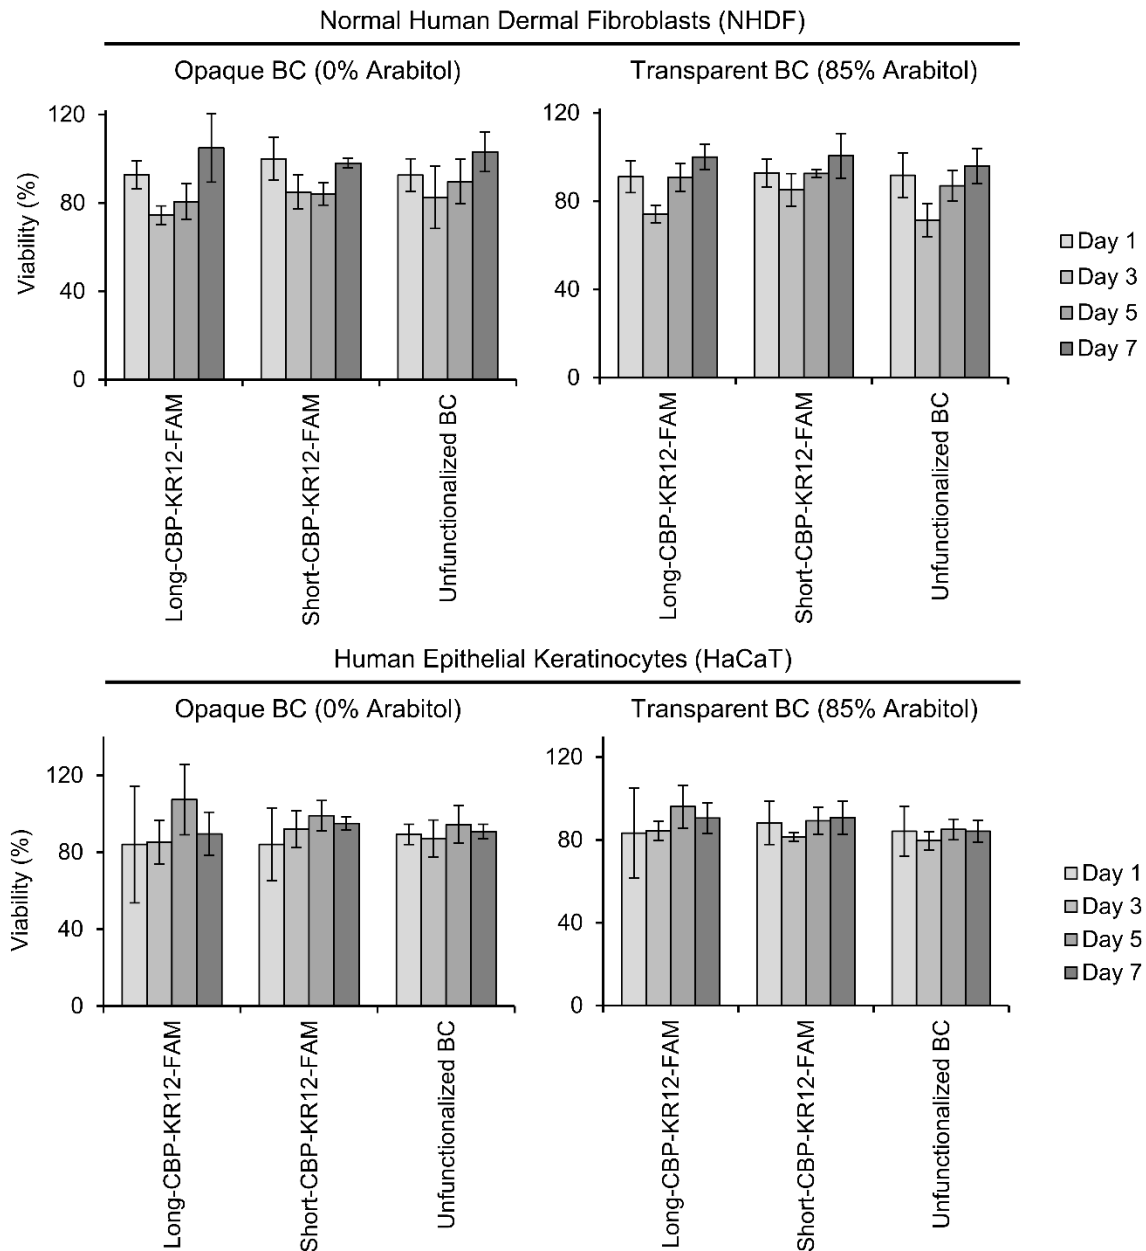 Normal Human Dermal Fibroblasts (NHDF)
Opaque BC (0% Arabitol)
Transparent BC (85% Arabitol)
Viability (%)
120
80
40
0
120
80
40
0
Long-CBP-KR12-FAM
Short-CBP-KR12-FAM
Unfunctionalized BC
Long-CBP-KR12-FAM
Short-CBP-KR12-FAM
Unfunctionalized BC
Day 1
Day 3
Day 5
Day 7
Human Epithelial Keratinocytes (HaCaT)
Opaque BC (0% Arabitol)
Transparent BC (85% Arabitol)
Viability (%)
120
80
40
0
120
80
40
0
Long-CBP-KR12-FAM
Short-CBP-KR12-FAM
Unfunctionalized BC
Long-CBP-KR12-FAM
Short-CBP-KR12-FAM
Unfunctionalized BC
Day 1
Day 3
Day 5
Day 7